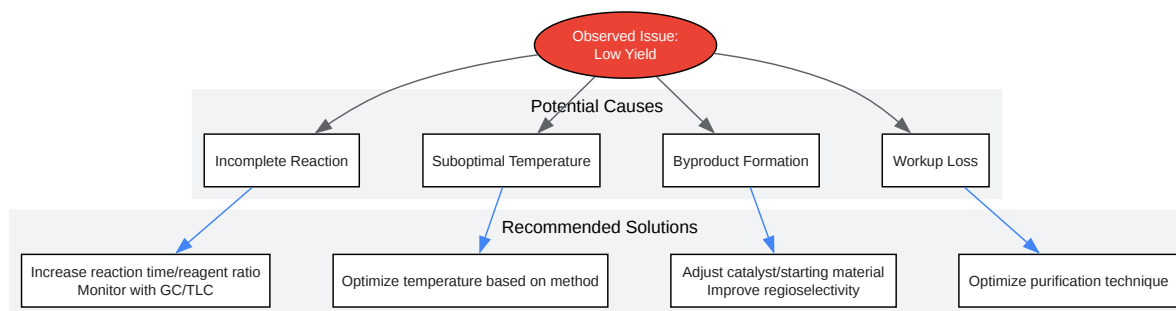 Observed Issue:
Low Yield
Potential Causes
Incomplete Reaction
Suboptimal Temperature
Byproduct Formation
Workup Loss
Recommended Solutions
Increase reaction time/reagent ratio
Monitor with GC/TLC
Optimize temperature based on method
Adjust catalyst/starting material
Improve regioselectivity
Optimize purification technique